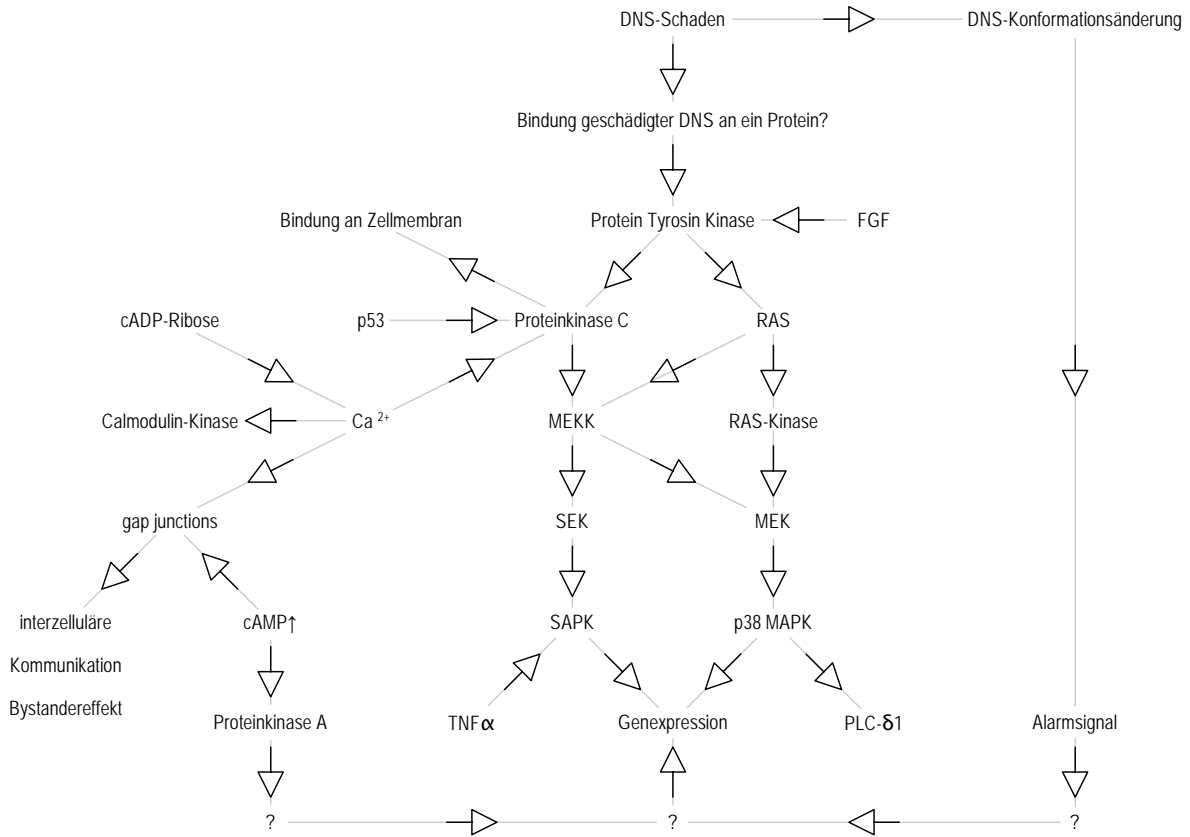 DNS-Schaden DNS-Konformationsänderung
Bindung geschädigter DNS an ein Protein?
Bindung an Zellmembran Protein Tyrosin Kinase FGF
cADP-Ribose p53 Proteinkinase C RAS
Calmodulin-Kinase Ca 2+ MEKK RAS-Kinase
gap junctions SEK MEK
interzelluläre cAMP↑ SAPK p38 MAPK
Kommunikation
Bystandereffekt
Proteinkinase A TNFα Genexpression PLC-δ1 Alarmsignal
? ? ?